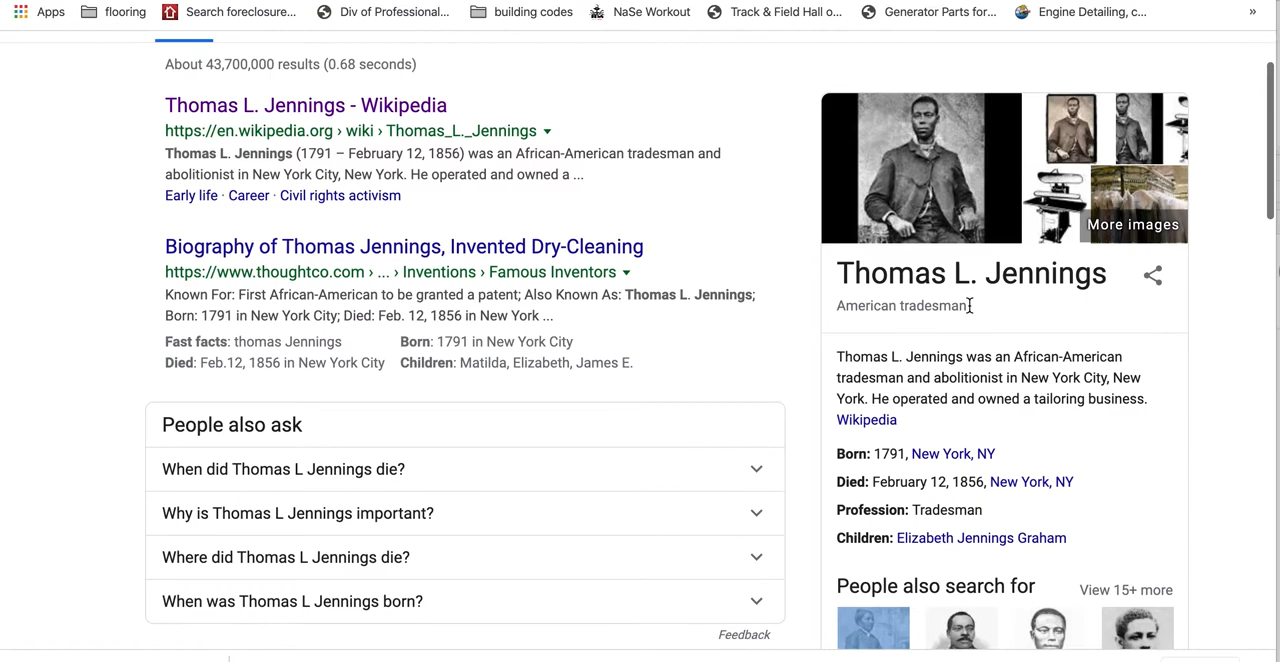 Apps flooring Search foreclosure... Div of Professional... building codes NaSe Workout Track & Field Hall o... Generator Parts for... Engine Detailing, c... »
About 43,700,000 results (0.68 seconds)
Thomas L. Jennings - Wikipedia
https://en.wikipedia.org › wiki › Thomas_L._Jennings
Thomas L. Jennings (1791 – February 12, 1856) was an African-American tradesman and
abolitionist in New York City, New York. He operated and owned a ...
Early life · Career · Civil rights activism
Biography of Thomas Jennings, Invented Dry-Cleaning
https://www.thoughtco.com › ... › Inventions › Famous Inventors
Known For: First African-American to be granted a patent; Also Known As: Thomas L. Jennings;
Born: 1791 in New York City; Died: Feb. 12, 1856 in New York ...
Fast facts: thomas Jennings Born: 1791 in New York City
Died: Feb.12, 1856 in New York City Children: Matilda, Elizabeth, James E.
People also ask
When did Thomas L Jennings die?
Why is Thomas L Jennings important?
Where did Thomas L Jennings die?
When was Thomas L Jennings born?
Feedback
More images
Thomas L. Jennings
American tradesman
Thomas L. Jennings was an African-American
tradesman and abolitionist in New York City, New
York. He operated and owned a tailoring business.
Wikipedia
Born: 1791, New York, NY
Died: February 12, 1856, New York, NY
Profession: Tradesman
Children: Elizabeth Jennings Graham
People also search for View 15+ more